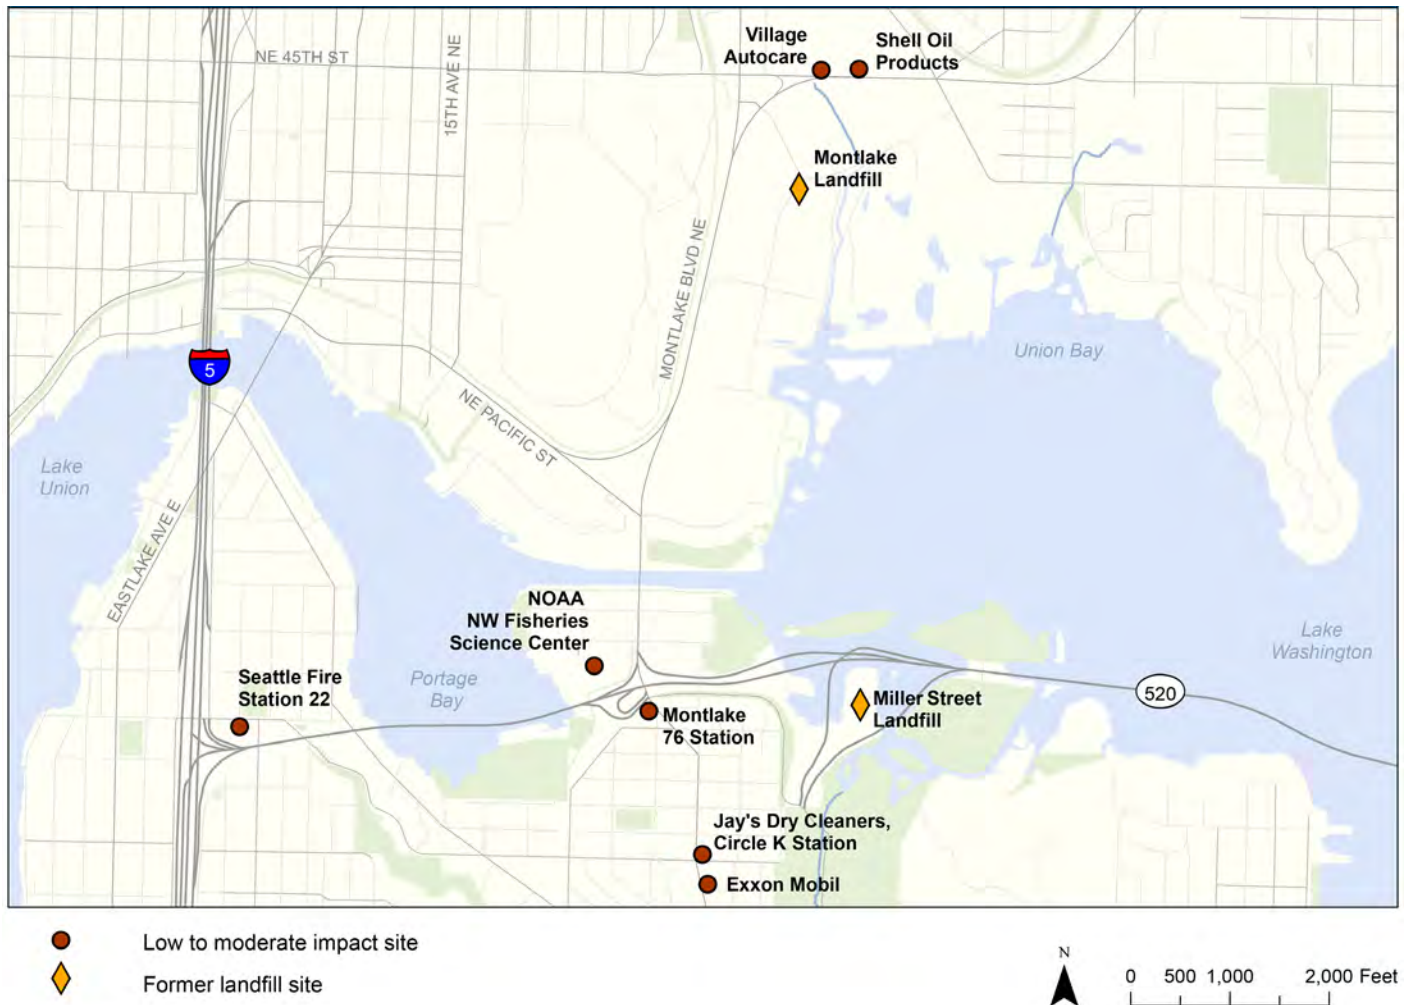 Village
Autocare
Shell Oil
Products
NE 45TH ST
15TH AVE NE
Montlake
Landfill
MONTLAKE BLVD NE
Union Bay
5
NE PACIFIC ST
Lake
Union
EASTLAKE AVE E
NOAA
NW Fisheries
Science Center
Lake
Washington
Seattle Fire
Station 22
Portage
Bay
520
Miller Street
Landfill
Montlake
76 Station
Jay's Dry Cleaners,
Circle K Station
Exxon Mobil
Low to moderate impact site
Former landfill site
N
0 500 1,000 2,000 Feet